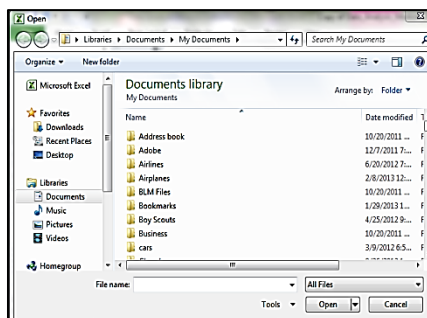 Open
Libraries Documents My Documents Search My Documents
Organize New folder
Microsoft Excel
Favorites
Downloads
Recent Places
Desktop
Libraries
Documents
Music
Pictures
Videos
Homegroup
Documents library
My Documents
Arrange by: Folder
Name Date modified T
Address book 10/20/2011 ...
Adobe 12/7/2011 7:...
Airlines 6/20/2012 7:...
Airplanes 2/8/2013 12:...
BLM Files 10/20/2011 ...
Bookmarks 1/29/2013 1...
Boy Scouts 4/25/2012 9:...
Business 10/20/2011 ...
cars 3/9/2012 6:5...
File name: All Files
Tools Open Cancel